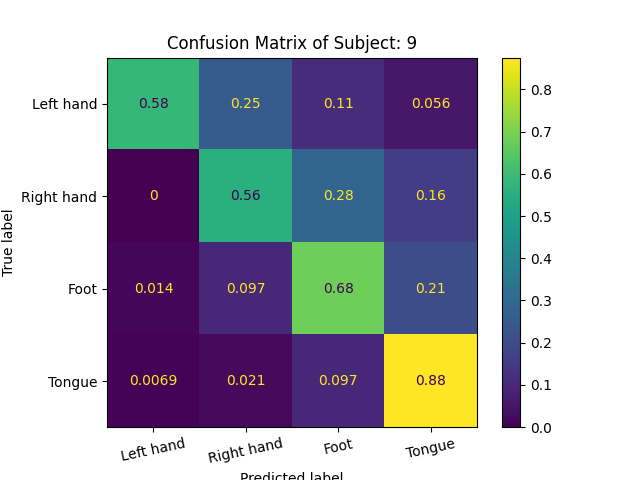 Confusion Matrix of Subject: 9
True label
Left hand 0.58 0.25 0.11 0.056
Right hand 0 0.56 0.28 0.16
Foot 0.014 0.097 0.68 0.21
Tongue 0.0069 0.021 0.097 0.88
Left hand Right hand Foot Tongue
Predicted label
0.8
0.7
0.6
0.5
0.4
0.3
0.2
0.1
0.0